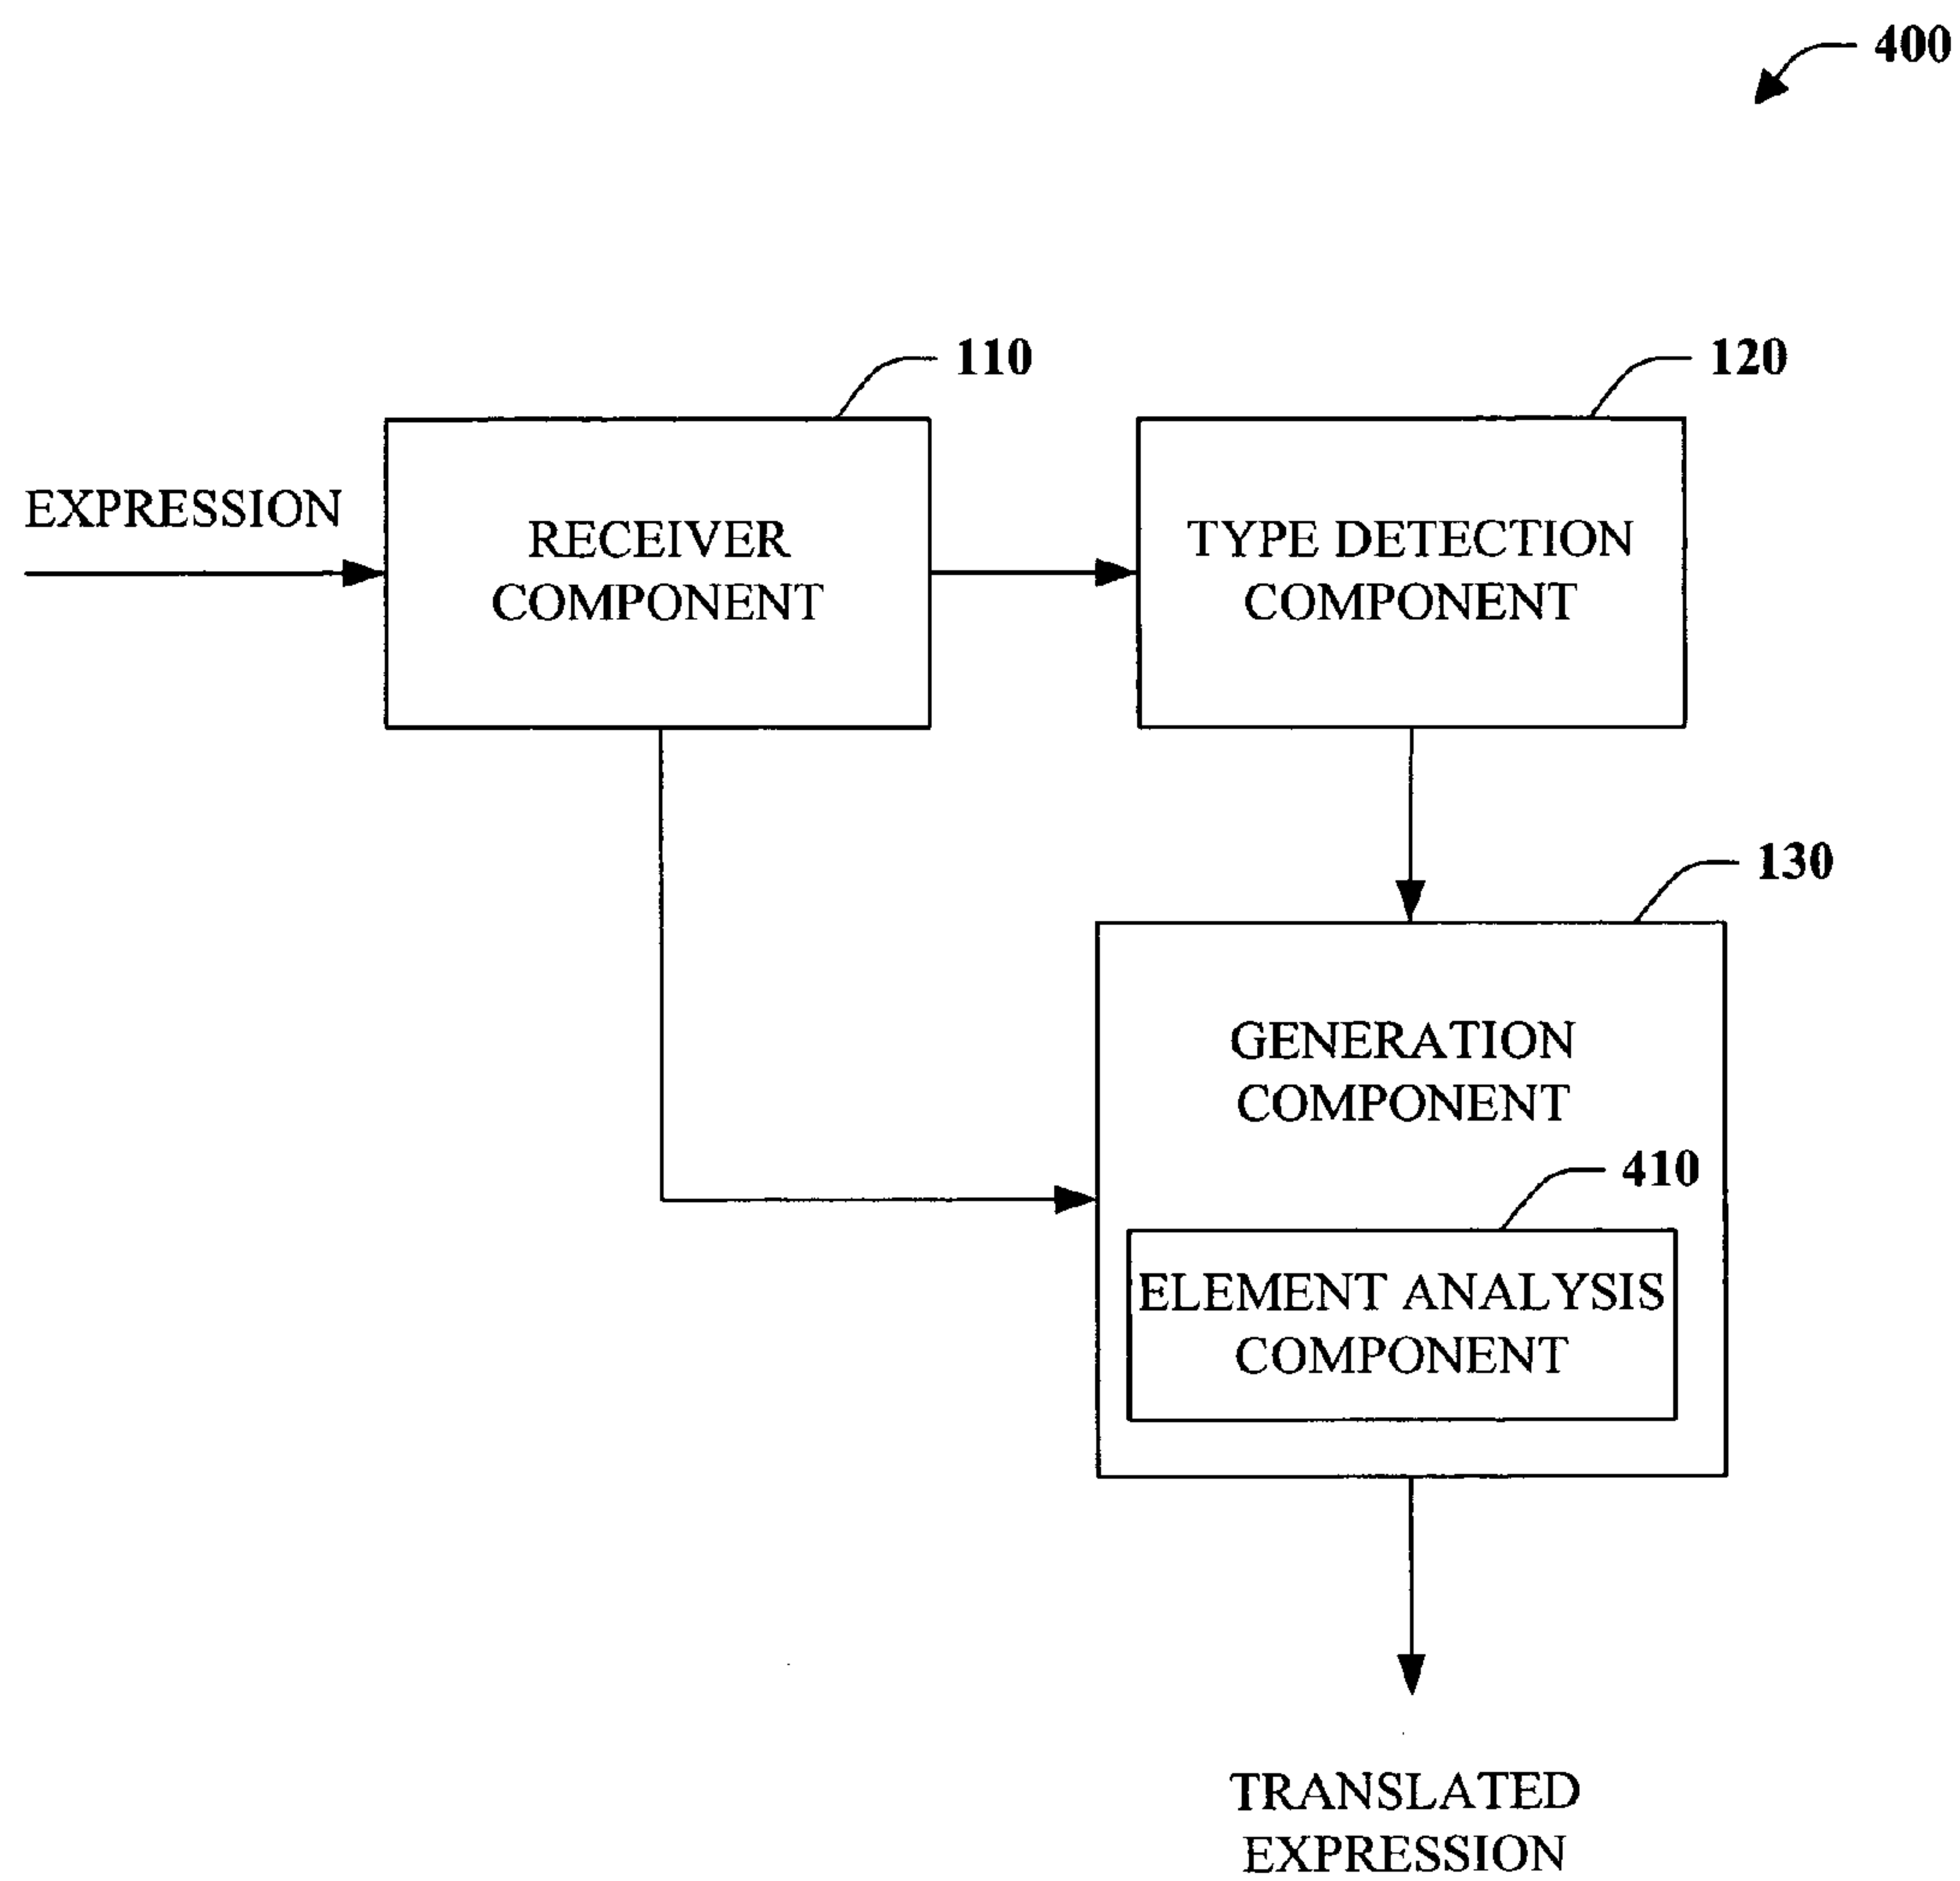 400
110
120
EXPRESSION
RECEIVER
COMPONENT
TYPE DETECTION
COMPONENT
130
GENERATION
COMPONENT
410
ELEMENT ANALYSIS
COMPONENT
TRANSLATED
EXPRESSION